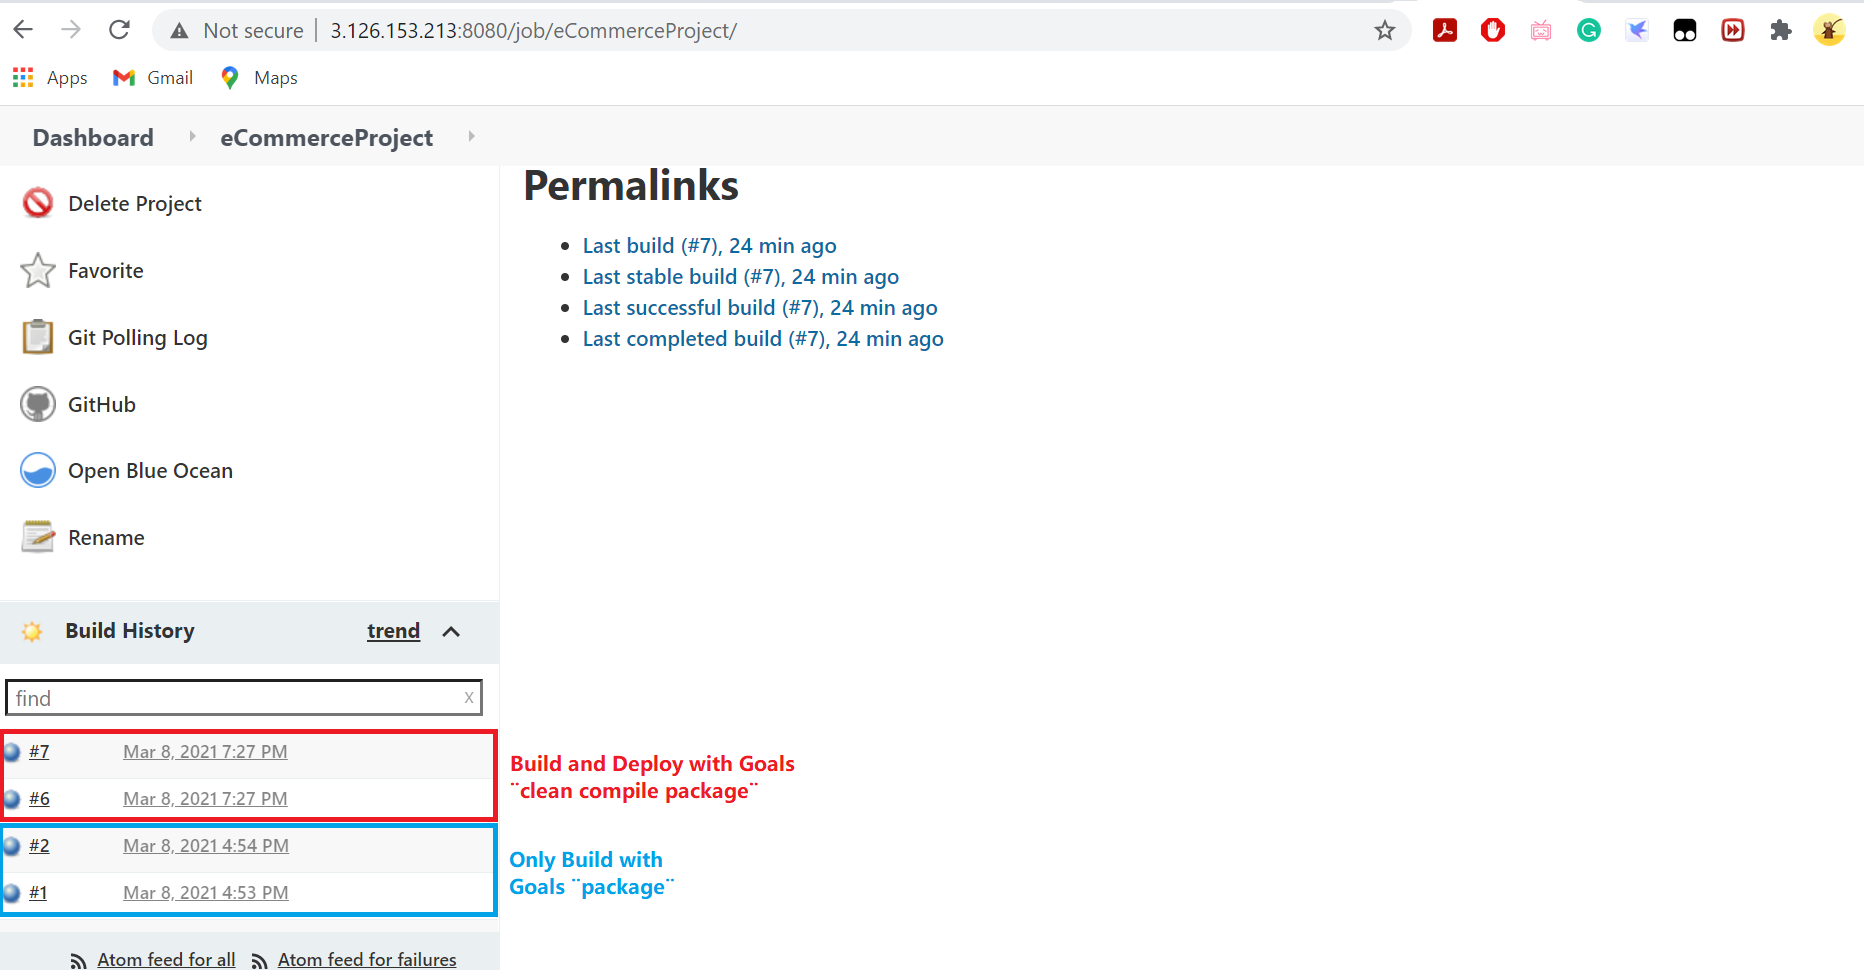 Not secure | 3.126.153.213:8080/job/eCommerceProject/
Apps Gmail Maps
Dashboard eCommerceProject
Delete Project
Favorite
Git Polling Log
GitHub
Open Blue Ocean
Rename
Permalinks
Last build (#7), 24 min ago
Last stable build (#7), 24 min ago
Last successful build (#7), 24 min ago
Last completed build (#7), 24 min ago
Build History trend
find x
#7 Mar 8, 2021 7:27 PM
#6 Mar 8, 2021 7:27 PM
#2 Mar 8, 2021 4:54 PM
#1 Mar 8, 2021 4:53 PM
Build and Deploy with Goals
¨clean compile package¨
Only Build with
Goals ¨package¨
Atom feed for all Atom feed for failures